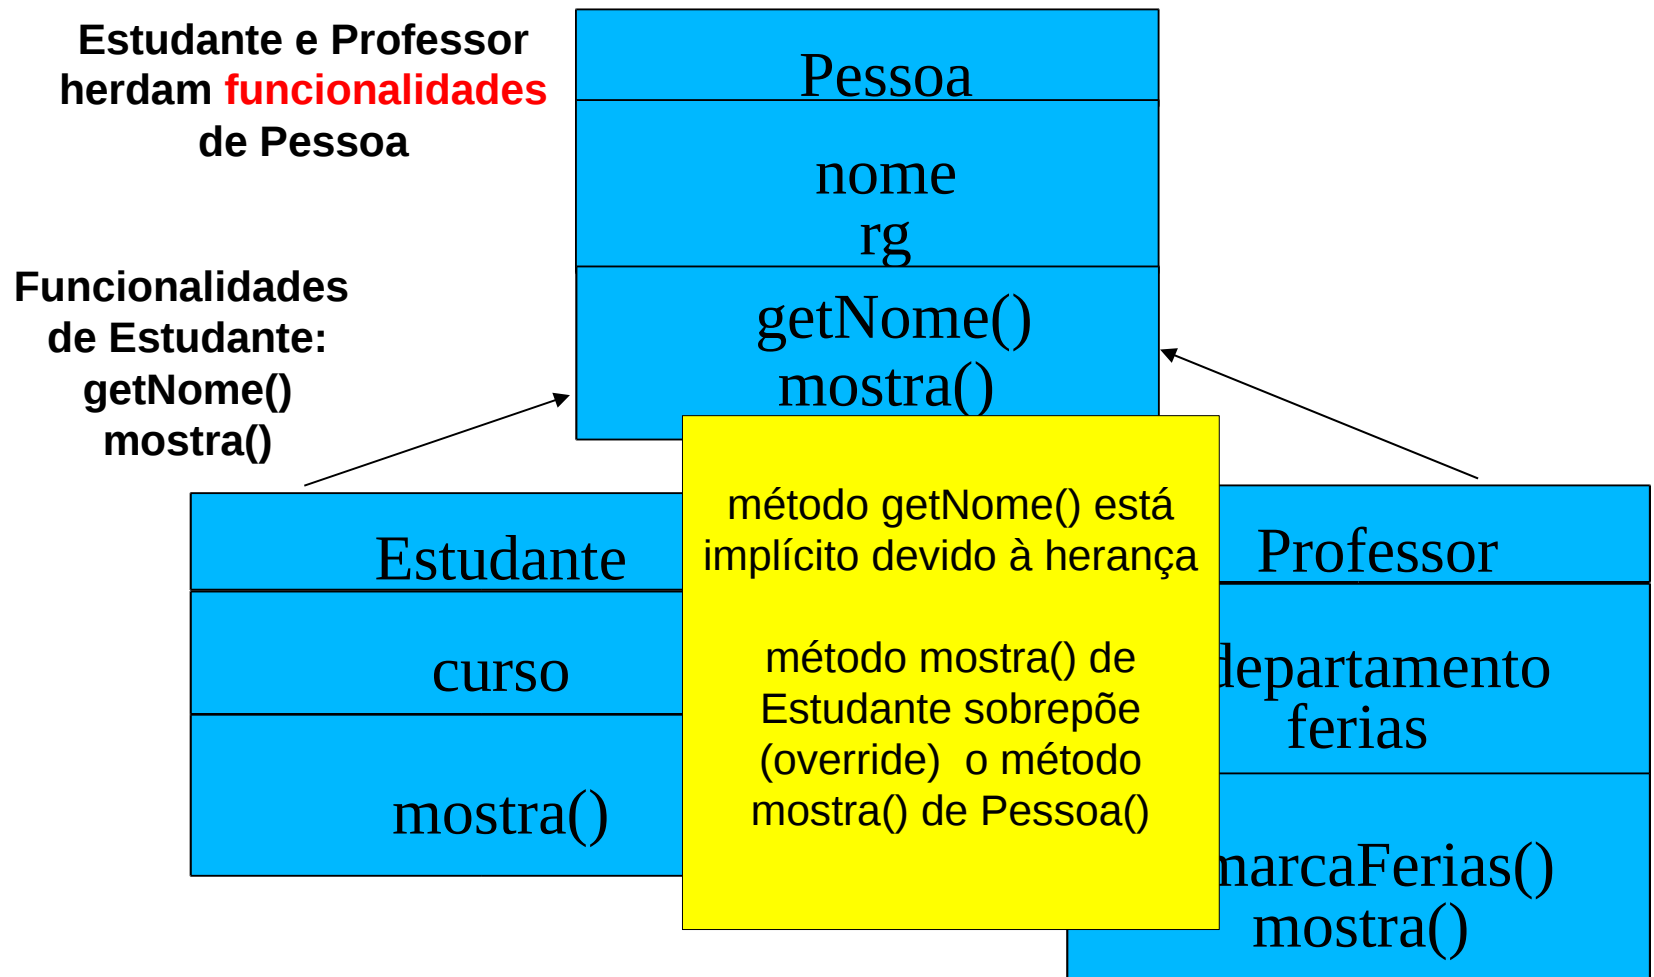 Estudante e Professor
herdam funcionalidades
de Pessoa
Pessoa
nome
rg
getNome()
mostra()
Funcionalidades
de Estudante:
getNome()
mostra()
Estudante
curso
mostra()
método getNome() está
implícito devido à herança
método mostra() de
Estudante sobrepõe
(override) o método
mostra() de Pessoa()
Professor
departamento
ferias
marcaFerias()
mostra()